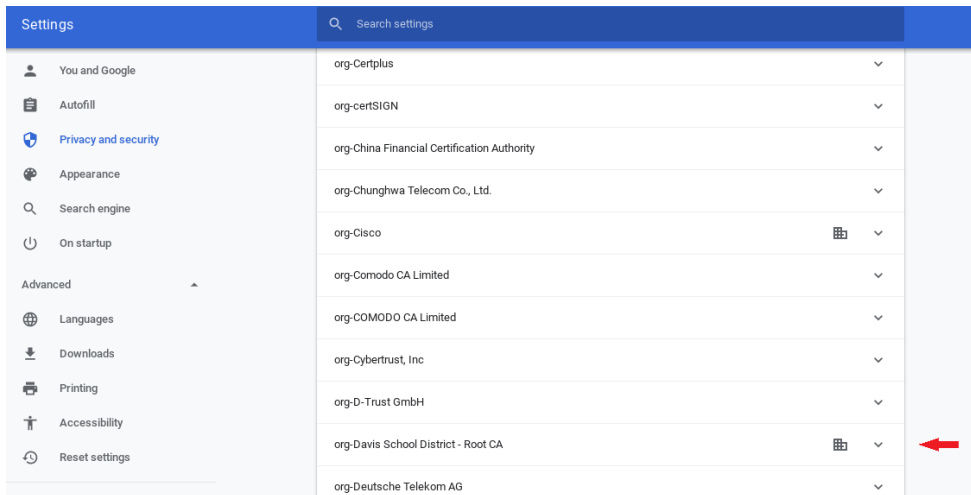 Settings
Search settings
You and Google
Autofill
Privacy and security
Appearance
Search engine
On startup
Advanced
Languages
Downloads
Printing
Accessibility
Reset settings
org-Certplus
org-certSIGN
org-China Financial Certification Authority
org-Chunghwa Telecom Co., Ltd.
org-Cisco
org-Comodo CA Limited
org-COMODO CA Limited
org-Cybertrust, Inc
org-D-Trust GmbH
org-Davis School District - Root CA
org-Deutsche Telekom AG